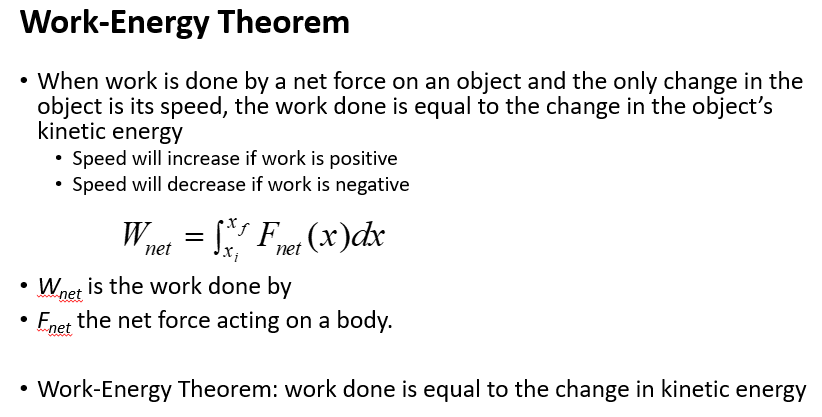 Work-Energy Theorem
• When work is done by a net force on an object and the only change in the
object is its speed, the work done is equal to the change in the object’s
kinetic energy
• Speed will increase if work is positive
• Speed will decrease if work is negative
W_net = ∫_{x_i}^{x_f} F_net (x)dx
• W_net is the work done by
• F_net the net force acting on a body.
• Work-Energy Theorem: work done is equal to the change in kinetic energy